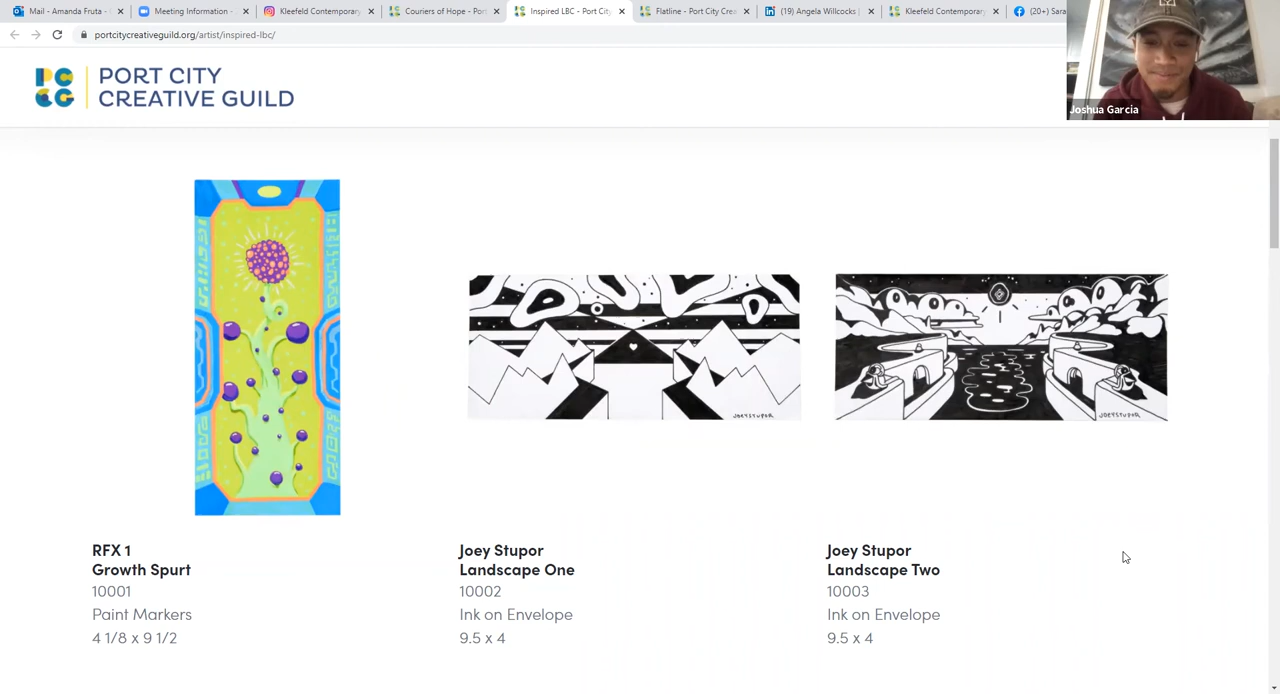 Mail - Amanda Fruta -
Meeting Information -
Kleefeld Contemporary
Couriers of Hope - Port
Inspired LBC - Port City
Flatline - Port City Crea
(19) Angela Willcocks |
Kleefeld Contemporary
(20+) Sara
portcitycreativeguild.org/artist/inspired-lbc/
PORT CITY
CREATIVE GUILD
Joshua Garcia
JOEYSTUPOR
JOEYSTUPOR
RFX 1
Growth Spurt
10001
Paint Markers
4 1/8 x 9 1/2
Joey Stupor
Landscape One
10002
Ink on Envelope
9.5 x 4
Joey Stupor
Landscape Two
10003
Ink on Envelope
9.5 x 4